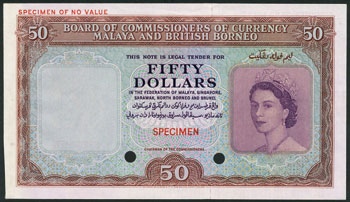 SPECIMEN OF NO VALUE
50 BOARD OF COMMISSIONERS OF CURRENCY 50
MALAYA AND BRITISH BORNEO
THIS NOTE IS LEGAL TENDER FOR
FIFTY
DOLLARS
IN THE FEDERATION OF MALAYA, SINGAPORE,
SARAWAK, NORTH BORNEO AND BRUNEI.
SPECIMEN
CHAIRMAN OF THE COMMISSIONERS
50